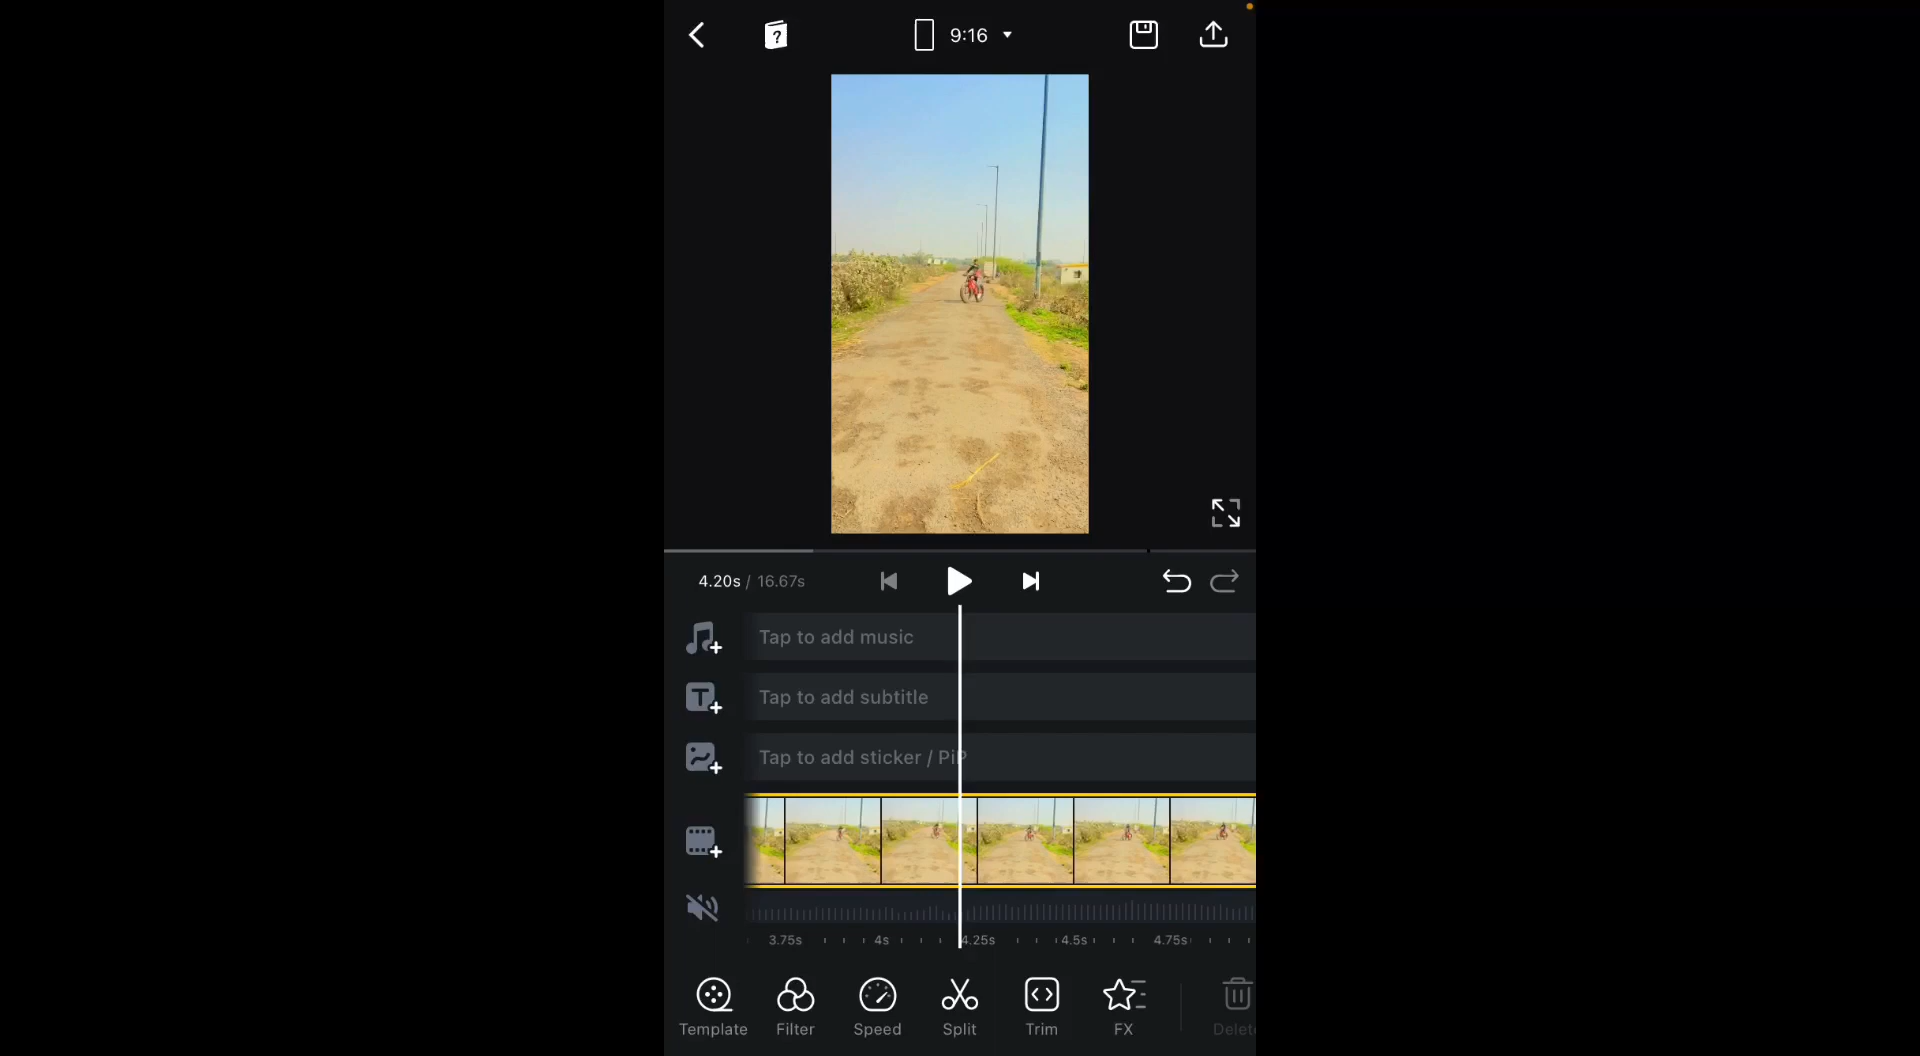 ?
9:16
4.20s / 16.67s
Tap to add music
T
Tap to add subtitle
Tap to add sticker / PiP
3.75s 4s 4.25s 4.5s 4.75s
Template Filter Speed Split Trim FX Delet